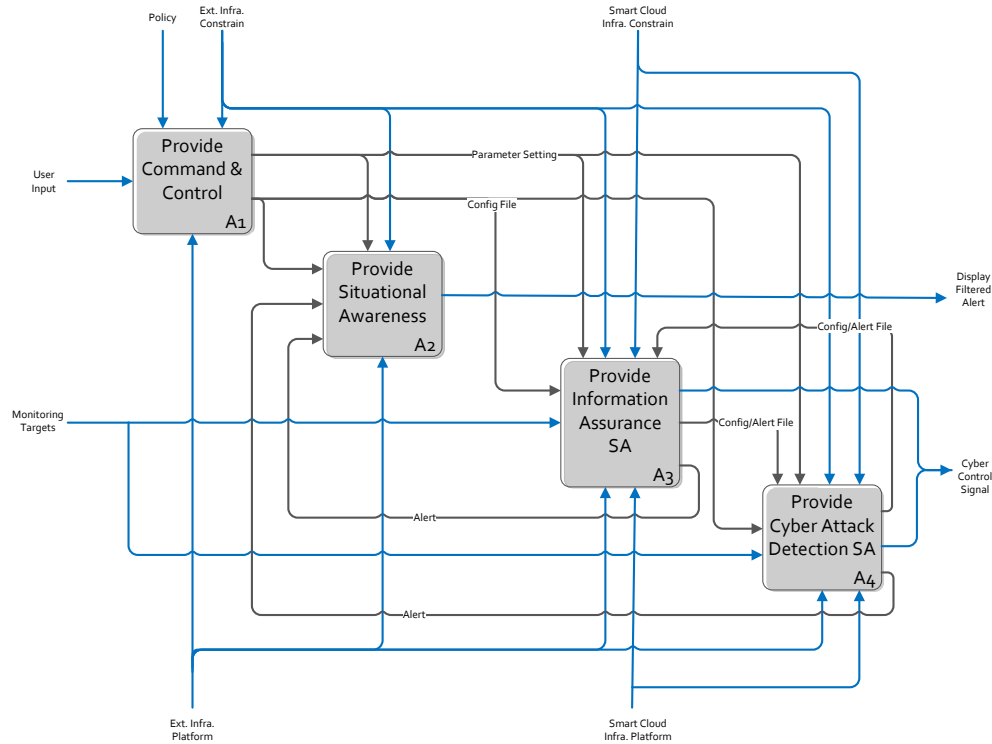 Policy
Ext. Infra.
Constrain
Smart Cloud
Infra. Constrain
Provide
Command &
Control
A1
Parameter Setting
User
Input
Config File
Provide
Situational
Awareness
A2
Display
Filtered
Alert
Config/Alert File
Provide
Information
Assurance
SA
A3
Monitoring
Targets
Config/Alert File
Cyber
Control
Signal
Provide
Cyber Attack
Detection SA
A4
Alert
Alert
Ext. Infra.
Platform
Smart Cloud
Infra. Platform